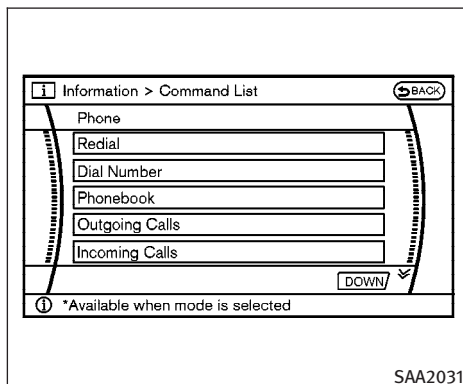 i Information > Command List BACK
Phone
Redial
Dial Number
Phonebook
Outgoing Calls
Incoming Calls
DOWN
i *Available when mode is selected
SAA2031